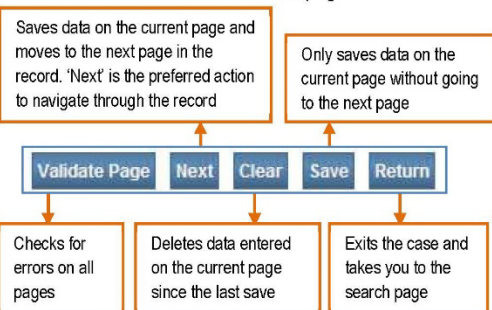 Saves data on the current page and
moves to the next page in the
record. ‘Next’ is the preferred action
to navigate through the record
Only saves data on the
current page without going
to the next page
Validate Page Next Clear Save Return
Checks for
errors on all
pages
Deletes data entered
on the current page
since the last save
Exits the case and
takes you to the
search page